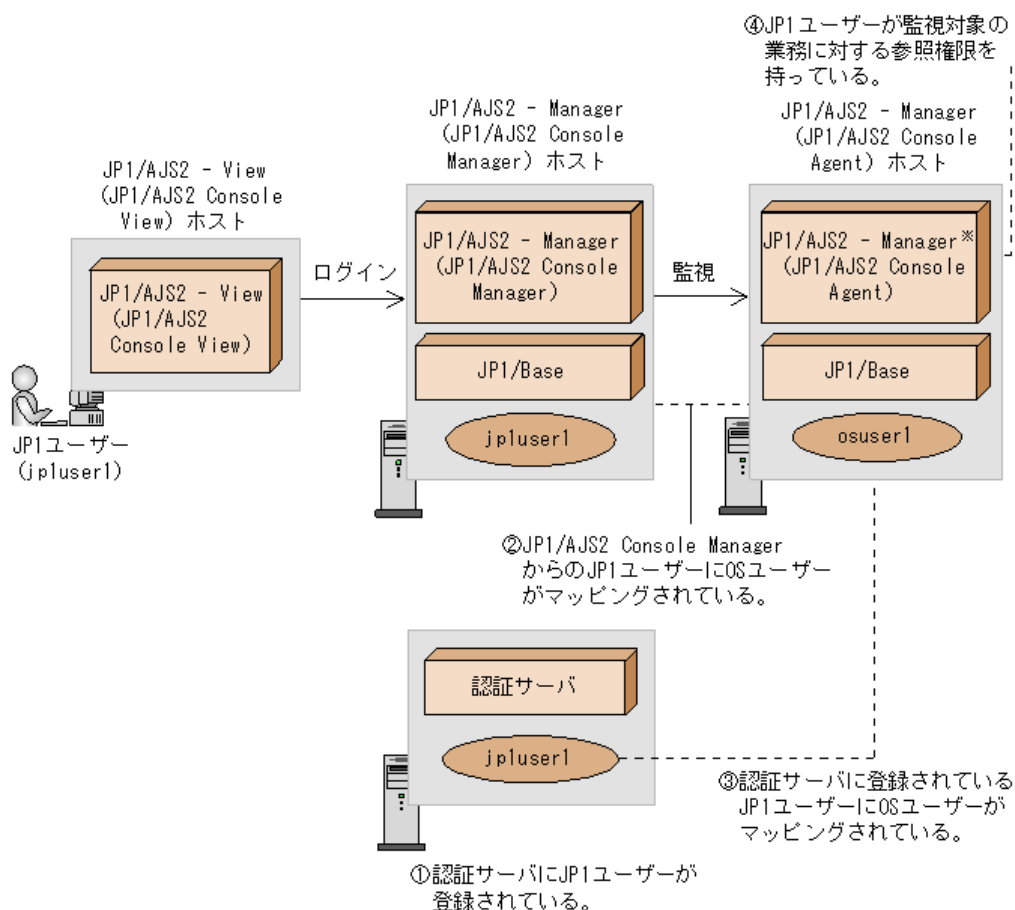 ④JP1ユーザーが監視対象の
業務に対する参照権限を
持っている。
JP1/AJS2 - Manager
(JP1/AJS2 Console
Manager) ホスト
JP1/AJS2 - Manager
(JP1/AJS2 Console
Agent) ホスト
JP1/AJS2 - View
(JP1/AJS2 Console
View) ホスト
JP1/AJS2 - View
(JP1/AJS2
Console View)
ログイン
JP1/AJS2 - Manager
(JP1/AJS2 Console
Manager)
監視
JP1/AJS2 - Manager※
(JP1/AJS2 Console
Agent)
JP1/Base
JP1/Base
jp1user1
osuser1
JP1ユーザー
(jp1user1)
②JP1/AJS2 Console Manager
からのJP1ユーザーにOSユーザー
がマッピングされている。
認証サーバ
jp1user1
③認証サーバに登録されている
JP1ユーザーにOSユーザーが
マッピングされている。
①認証サーバにJP1ユーザーが
登録されている。